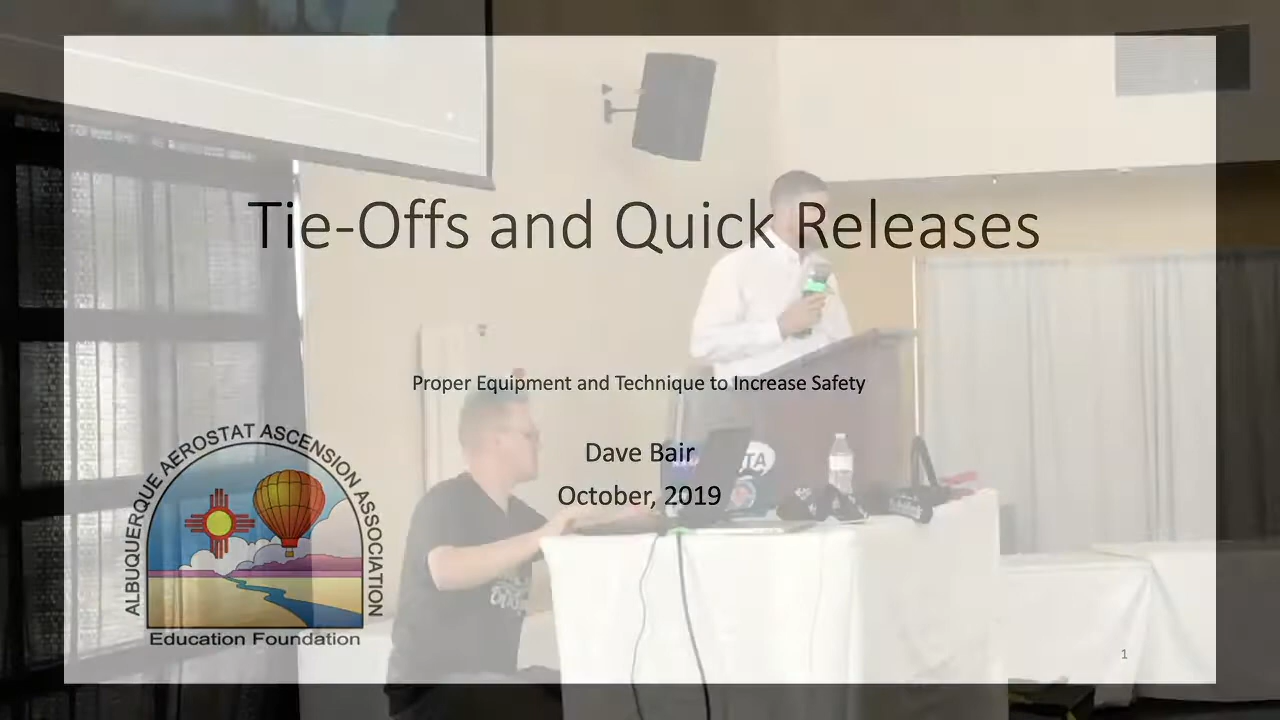 Tie-Offs and Quick Releases
Proper Equipment and Technique to Increase Safety
Dave Bair
October, 2019
ALBUQUERQUE AEROSTAT ASCENSION ASSOCIATION
Education Foundation
1